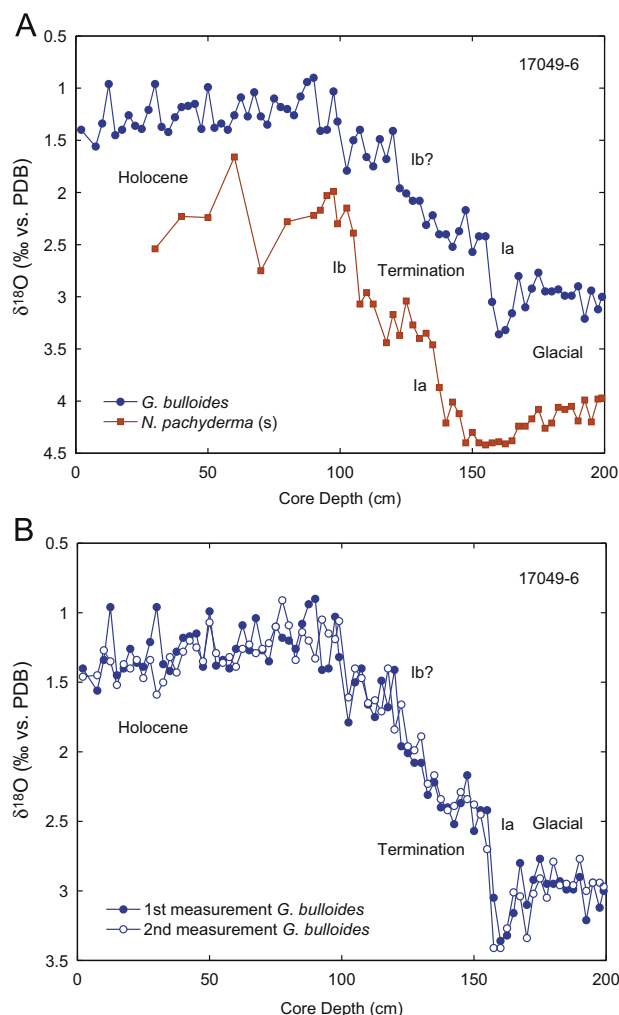 A
0.5
1
1.5
2
2.5
3
3.5
4
4.5
δ18O (‰ vs. PDB)
17049-6
Holocene
Ib?
Ib
Termination
Ia
Ia
Glacial
G. bulloides
N. pachyderma (s)
0 50 100 150 200
Core Depth (cm)
B
0.5
1
1.5
2
2.5
3
3.5
δ18O (‰ vs. PDB)
17049-6
Ib?
Holocene
Ia Glacial
Termination
1st measurement G. bulloides
2nd measurement G. bulloides
0 50 100 150 200
Core Depth (cm)